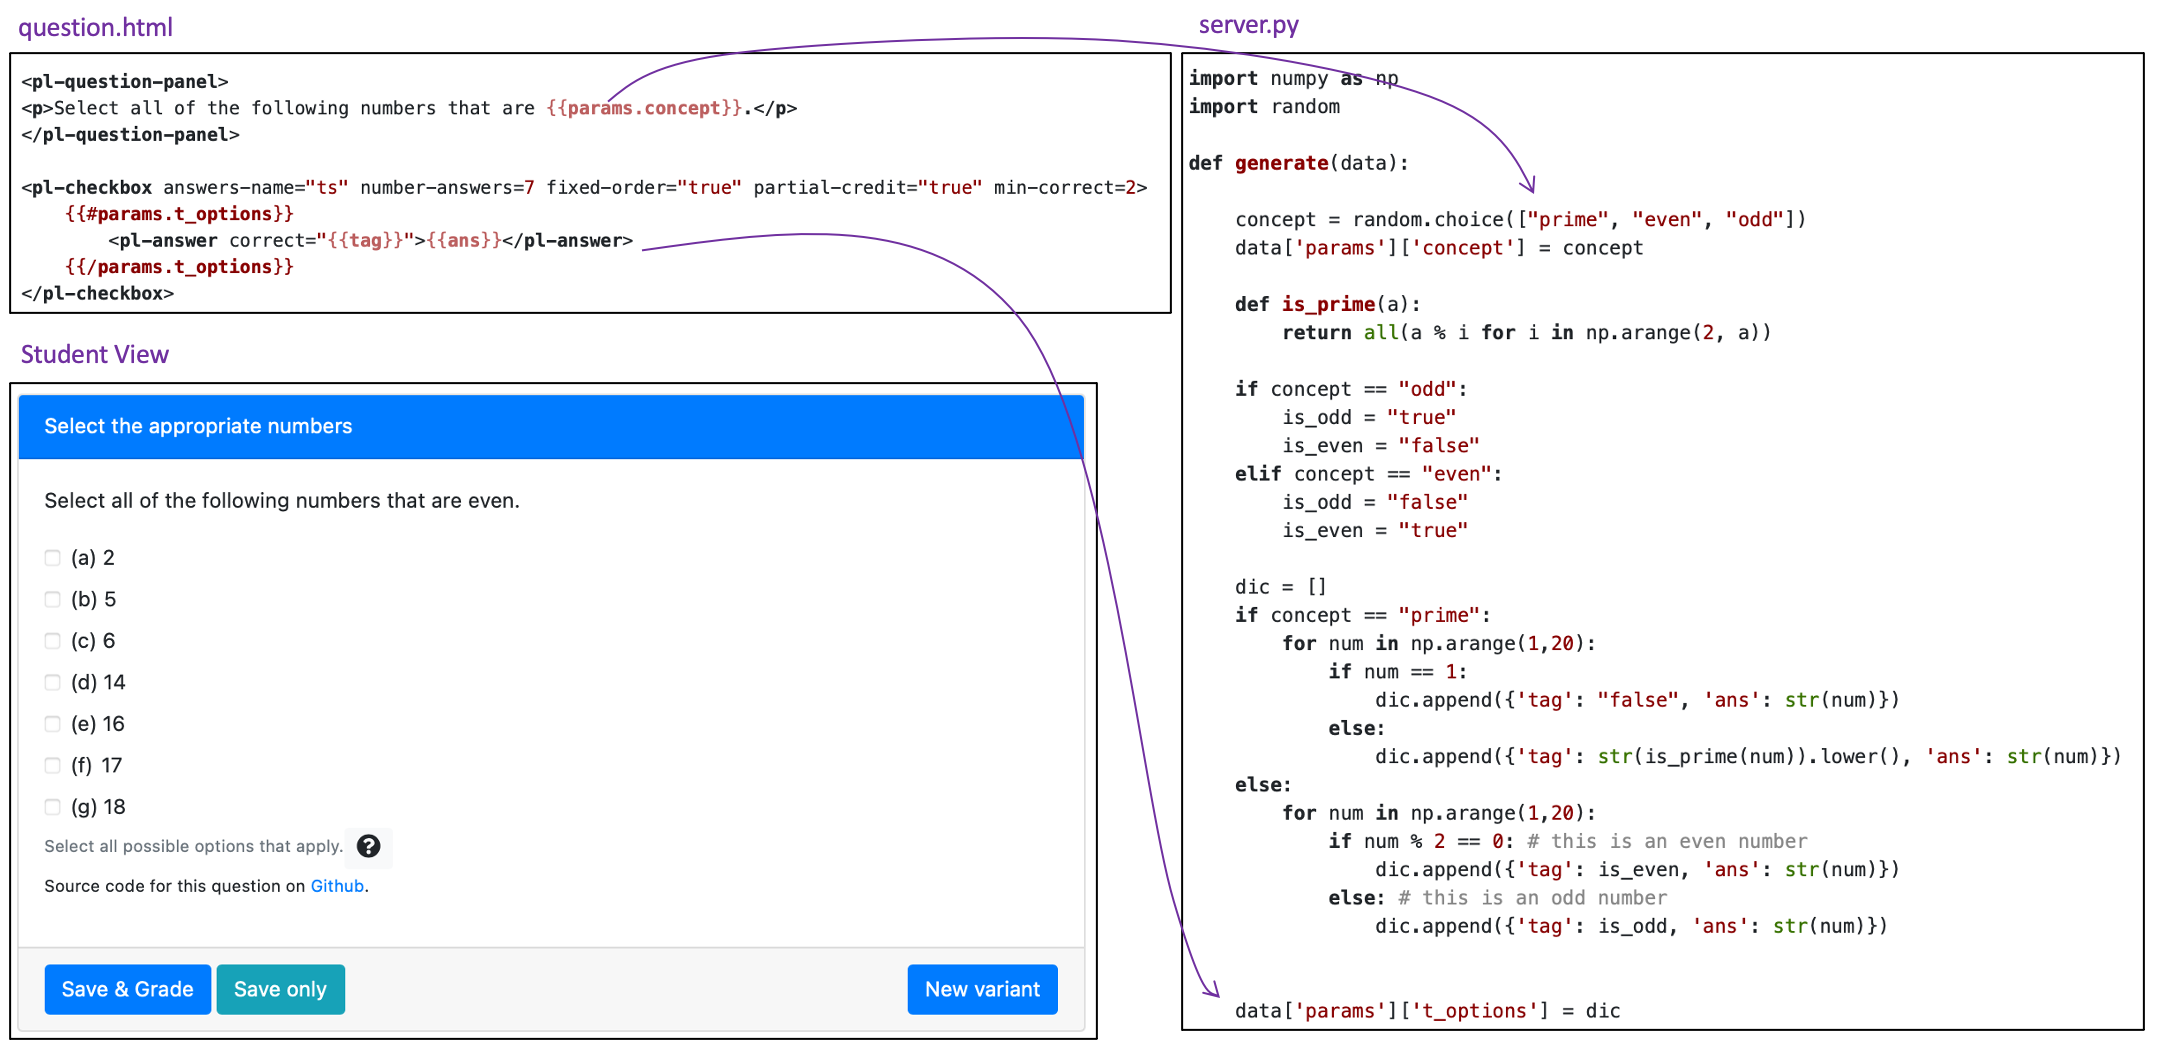 question.html
<pl-question-panel>
<p>Select all of the following numbers that are {{params.concept}}.</p>
</pl-question-panel>
<pl-checkbox answers-name="ts" number-answers=7 fixed-order="true" partial-credit="true" min-correct=2>
{{#params.t_options}}
<pl-answer correct="{{tag}}">{{ans}}</pl-answer>
{{/params.t_options}}
</pl-checkbox>
Student View
Select the appropriate numbers
Select all of the following numbers that are even.
(a) 2
(b) 5
(c) 6
(d) 14
(e) 16
(f) 17
(g) 18
Select all possible options that apply. ?
Source code for this question on Github.
Save & Grade Save only New variant
server.py
import numpy as np
import random
def generate(data):
concept = random.choice(["prime", "even", "odd"])
data['params']['concept'] = concept
def is_prime(a):
return all(a % i for i in np.arange(2, a))
if concept == "odd":
is_odd = "true"
is_even = "false"
elif concept == "even":
is_odd = "false"
is_even = "true"
dic = []
if concept == "prime":
for num in np.arange(1,20):
if num == 1:
dic.append({'tag': "false", 'ans': str(num)})
else:
dic.append({'tag': str(is_prime(num)).lower(), 'ans': str(num)})
else:
for num in np.arange(1,20):
if num % 2 == 0: # this is an even number
dic.append({'tag': is_even, 'ans': str(num)})
else: # this is an odd number
dic.append({'tag': is_odd, 'ans': str(num)})
data['params']['t_options'] = dic